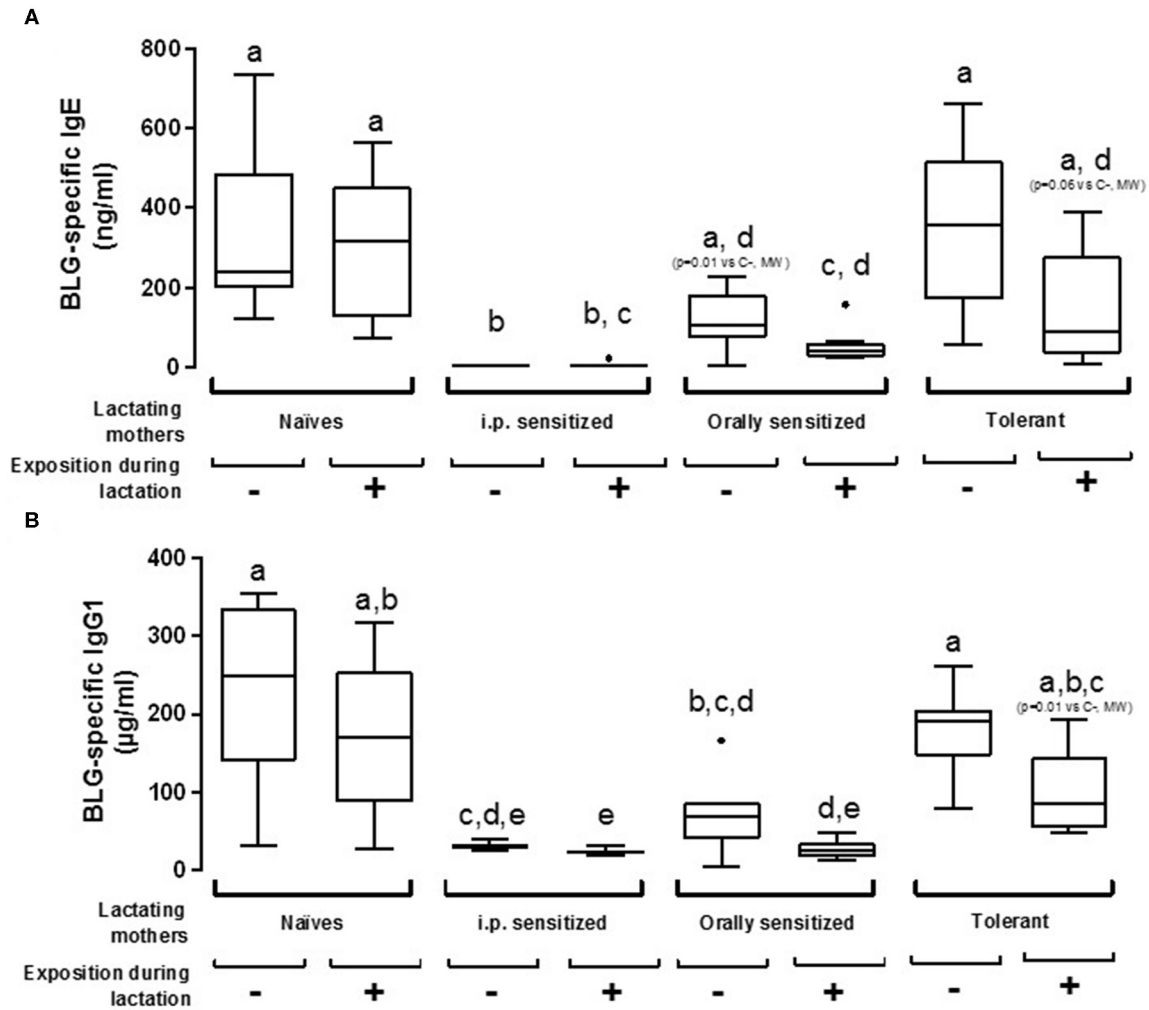 A
800
600
400
200
0
BLG-specific IgE
(ng/ml)
a
a
b
b, c
a, d
(p=0.01 vs C-, MW)
c, d
a
a, d
(p=0.06 vs C-, MW)
Lactating
mothers
Naïves
i.p. sensitized
Orally sensitized
Tolerant
Exposition during
lactation
- + - + - + - +
B
400
300
200
100
0
BLG-specific IgG1
(µg/ml)
a
a,b
c,d,e
e
b,c,d
d,e
a
a,b,c
(p=0.01 vs C-, MW)
Lactating
mothers
Naïves
i.p. sensitized
Orally sensitized
Tolerant
Exposition during
lactation
- + - + - + - +